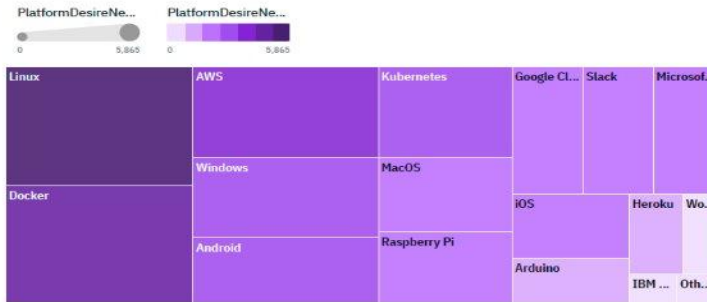 PlatformDesireNe... PlatformDesireNe...
0 5,865 0 5,865
Linux
AWS
Kubernetes
Google Cl...
Slack
Microsof...
Windows
MacOS
Docker
iOS
Heroku
Wo...
Raspberry Pi
Android
Arduino
IBM ...
Oth...